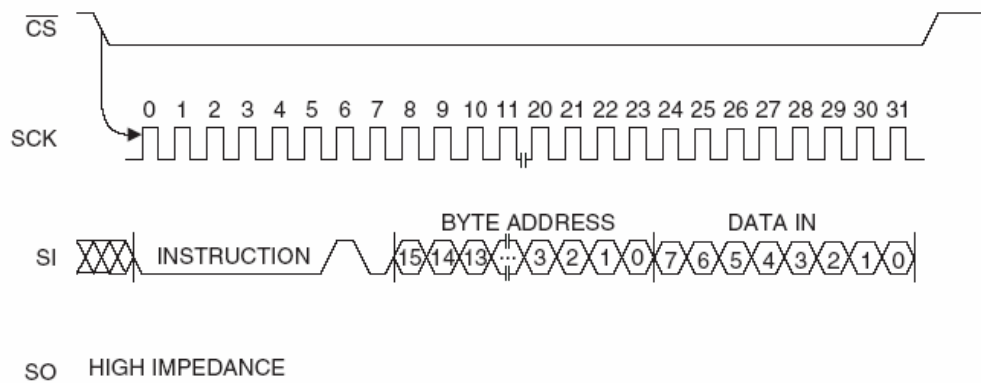 CS
0 1 2 3 4 5 6 7 8 9 10 11 20 21 22 23 24 25 26 27 28 29 30 31
SCK
BYTE ADDRESS DATA IN
SI INSTRUCTION 15 14 13 ... 3 2 1 0 7 6 5 4 3 2 1 0
SO HIGH IMPEDANCE